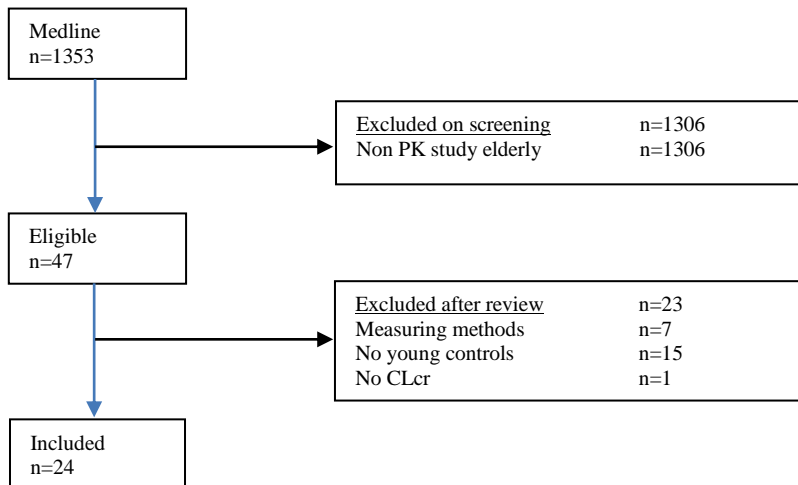 Medline
n=1353
Excluded on screening n=1306
Non PK study elderly n=1306
Eligible
n=47
Excluded after review n=23
Measuring methods n=7
No young controls n=15
No CLcr n=1
Included
n=24